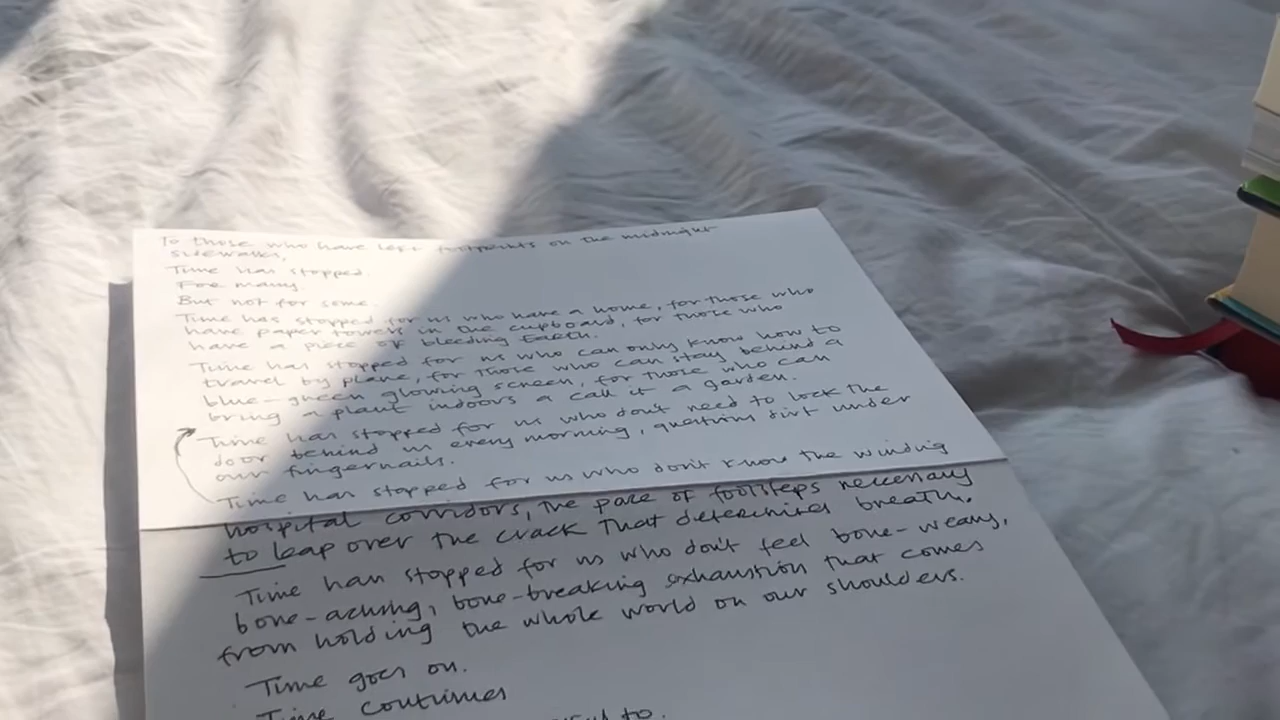 To those who have left footprints on the midnight
sidewalks,
Time has stopped.
For many.
But not for some.
Time has stopped for us who have a home, for those who
have paper towels in the cupboard, for those who
have a piece of bleeding Earth.
Time has stopped for us who can only know how to
travel by plane, for those who can stay behind a
blue-green glowing screen, for those who can
bring a plant indoors & call it a garden.
Time has stopped for us who don't need to lock the
door behind us every morning, questions dirt under
our fingernails.
Time has stopped for us who don't know the winding
hospital corridors, the pace of footsteps necessary
to leap over the crack that determines breath.
Time has stopped for us who don't feel bone-weary,
bone-aching, bone-breaking exhaustion that comes
from holding the whole world on our shoulders.
Time goes on.
Time continues
to.